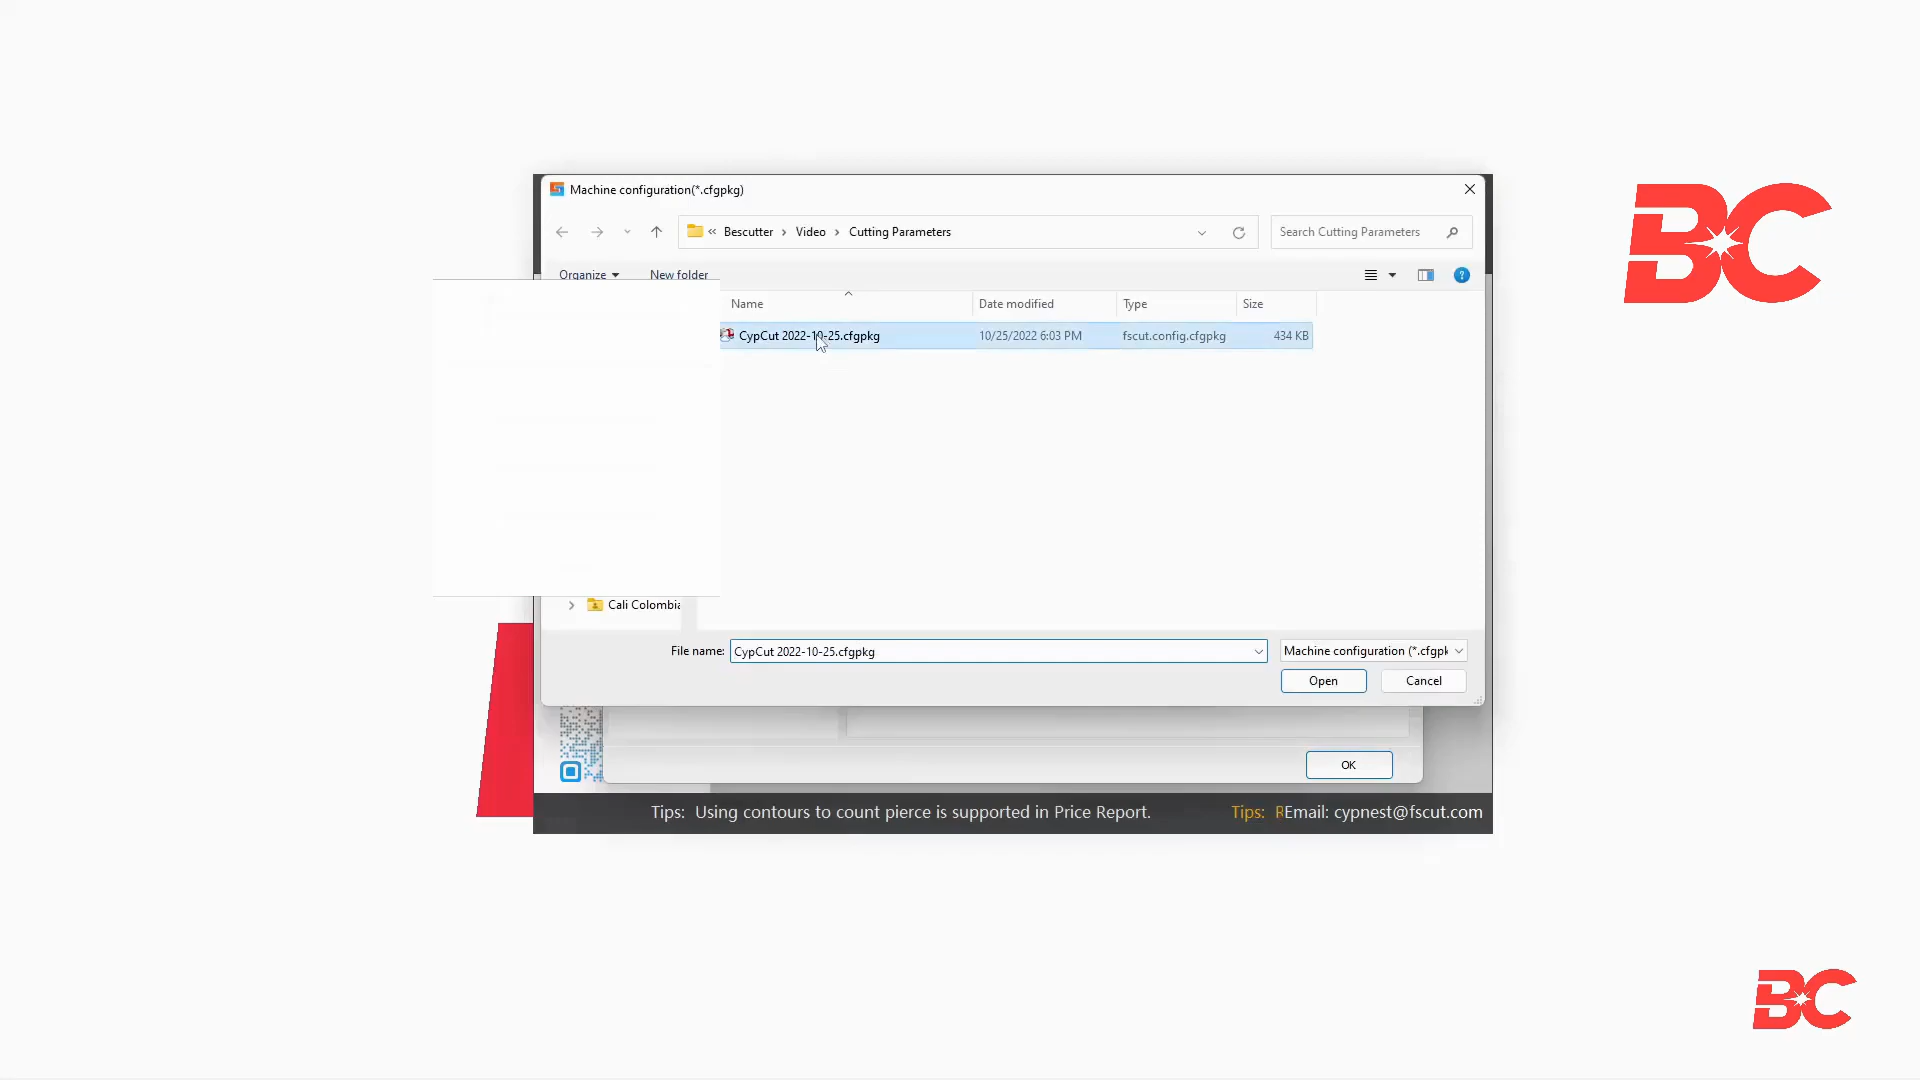 Machine configuration(*.cfgpkg)
« Bescutter › Video › Cutting Parameters
Search Cutting Parameters
Organize
New folder
Name
Date modified
Type
Size
CypCut 2022-10-25.cfgpkg
10/25/2022 6:03 PM
fscut.config.cfgpkg
434 KB
Cali Colombia
File name:
CypCut 2022-10-25.cfgpkg
Machine configuration (*.cfgpk
Open
Cancel
OK
Tips: Using contours to count pierce is supported in Price Report.
Tips: R
Email: cypnest@fscut.com
BC
BC